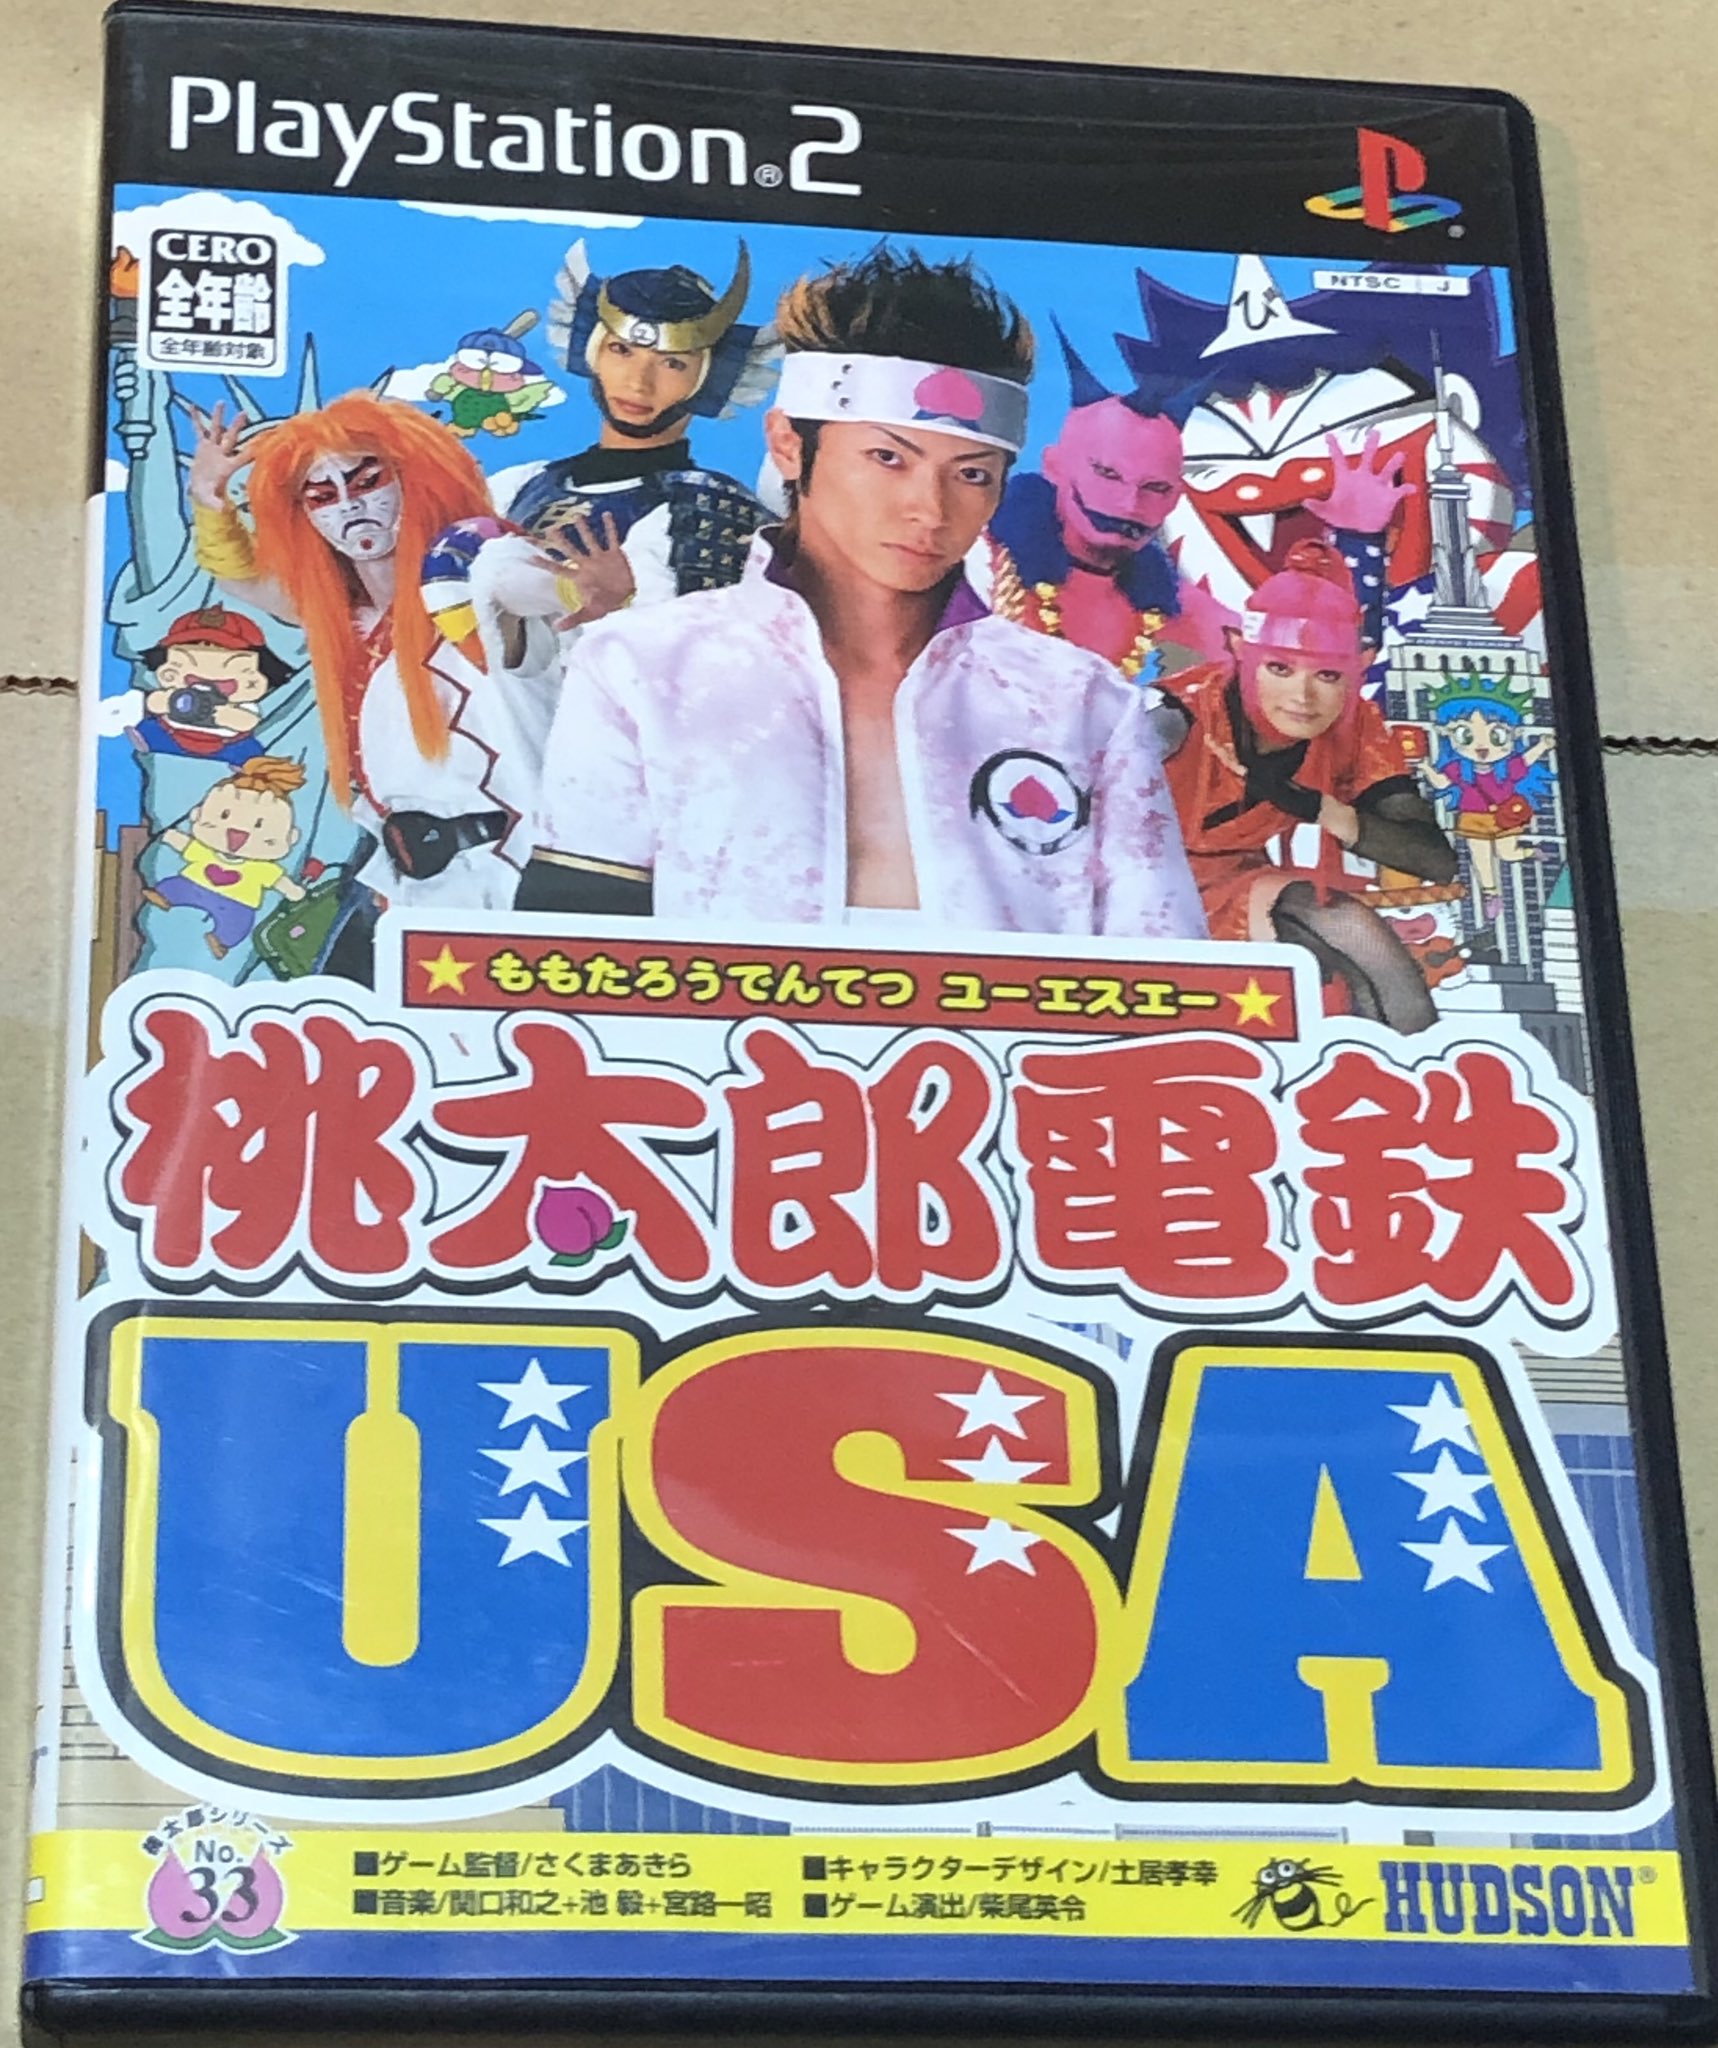 PlayStation®2
CERO
全年齢
全年齢対象
NTSC J
び
ももたろうでんてつ ユーエスエー
桃太郎電鉄
USA
桃太郎シリーズ
No.
33
■ゲーム監督/さくまあきら
■キャラクターデザイン/土居孝幸
■音楽/関口和之+池 毅+宮路一昭
■ゲーム演出/柴尾英令
HUDSON®